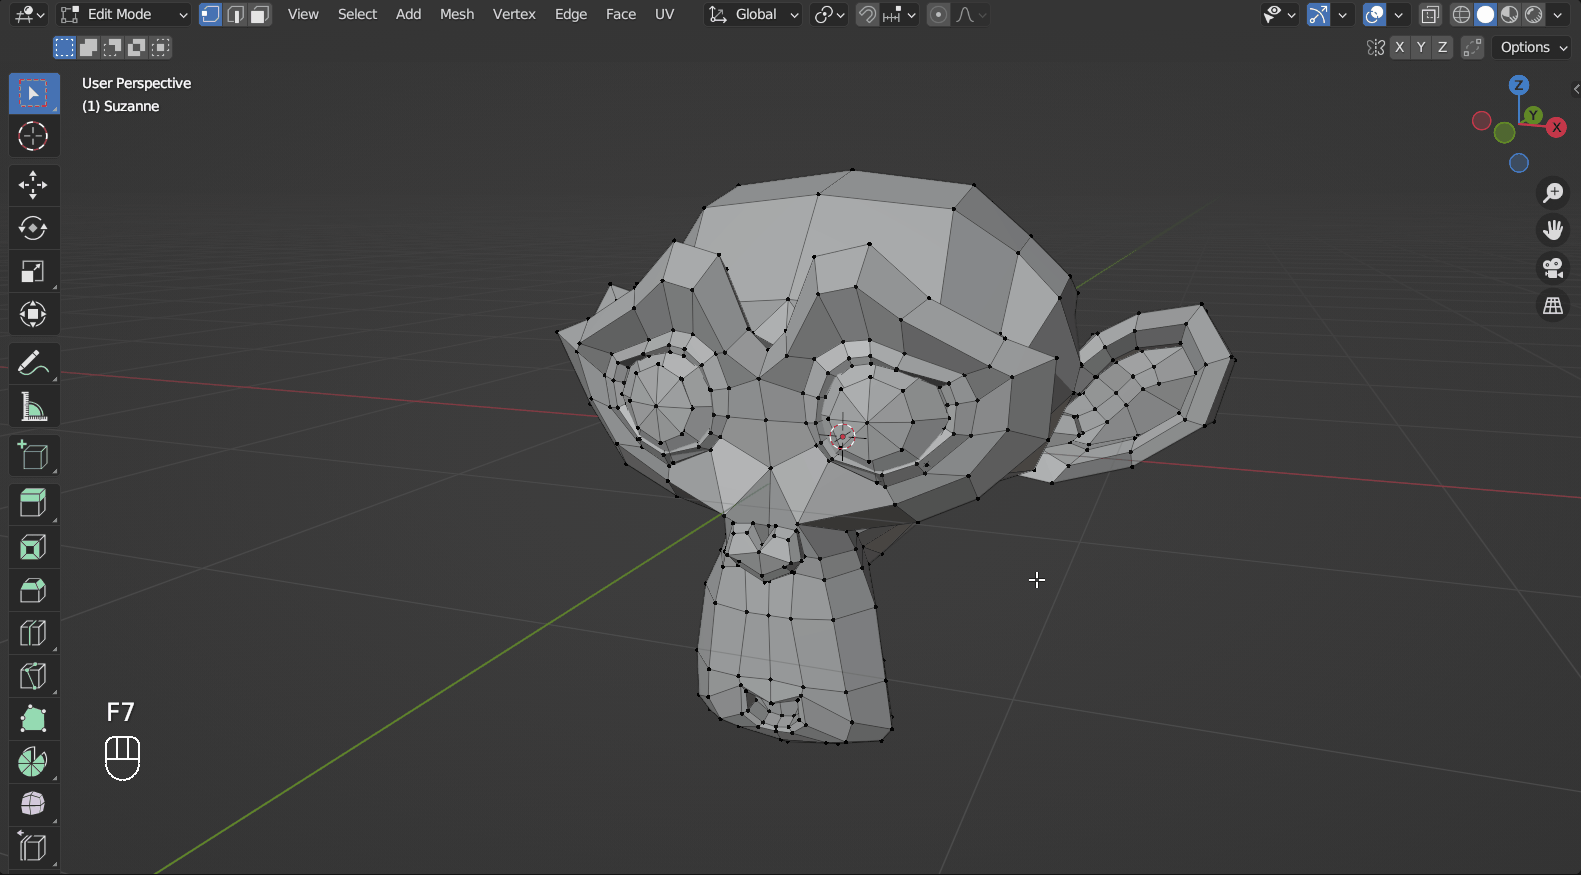 Edit Mode View Select Add Mesh Vertex Edge Face UV Global
X Y Z Options
User Perspective
(1) Suzanne
Z
Y
X
F7